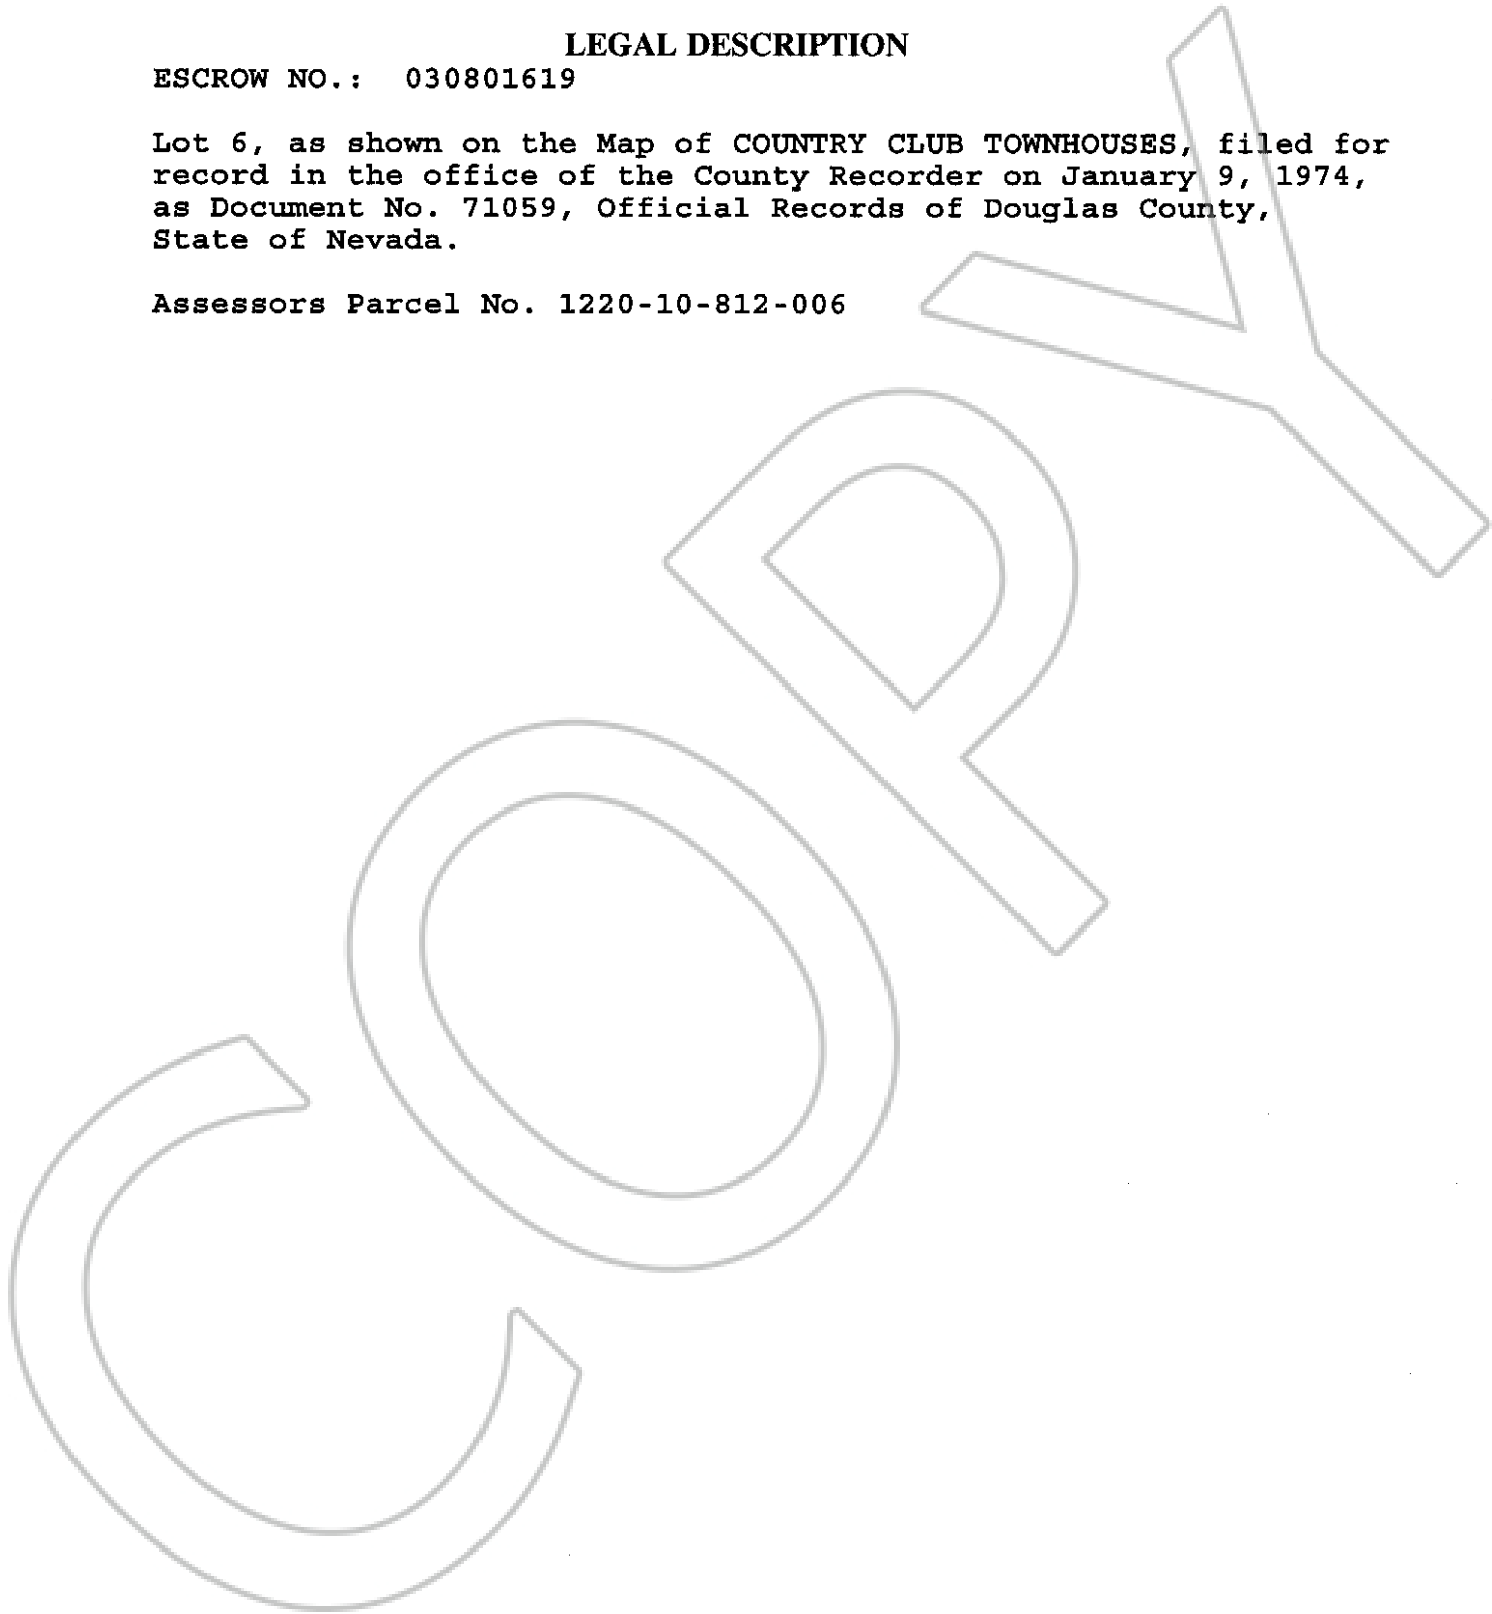 LEGAL DESCRIPTION
ESCROW NO.: 030801619
Lot 6, as shown on the Map of COUNTRY CLUB TOWNHOUSES, filed for
record in the office of the County Recorder on January 9, 1974,
as Document No. 71059, Official Records of Douglas County,
State of Nevada.
Assessors Parcel No. 1220-10-812-006
COPY